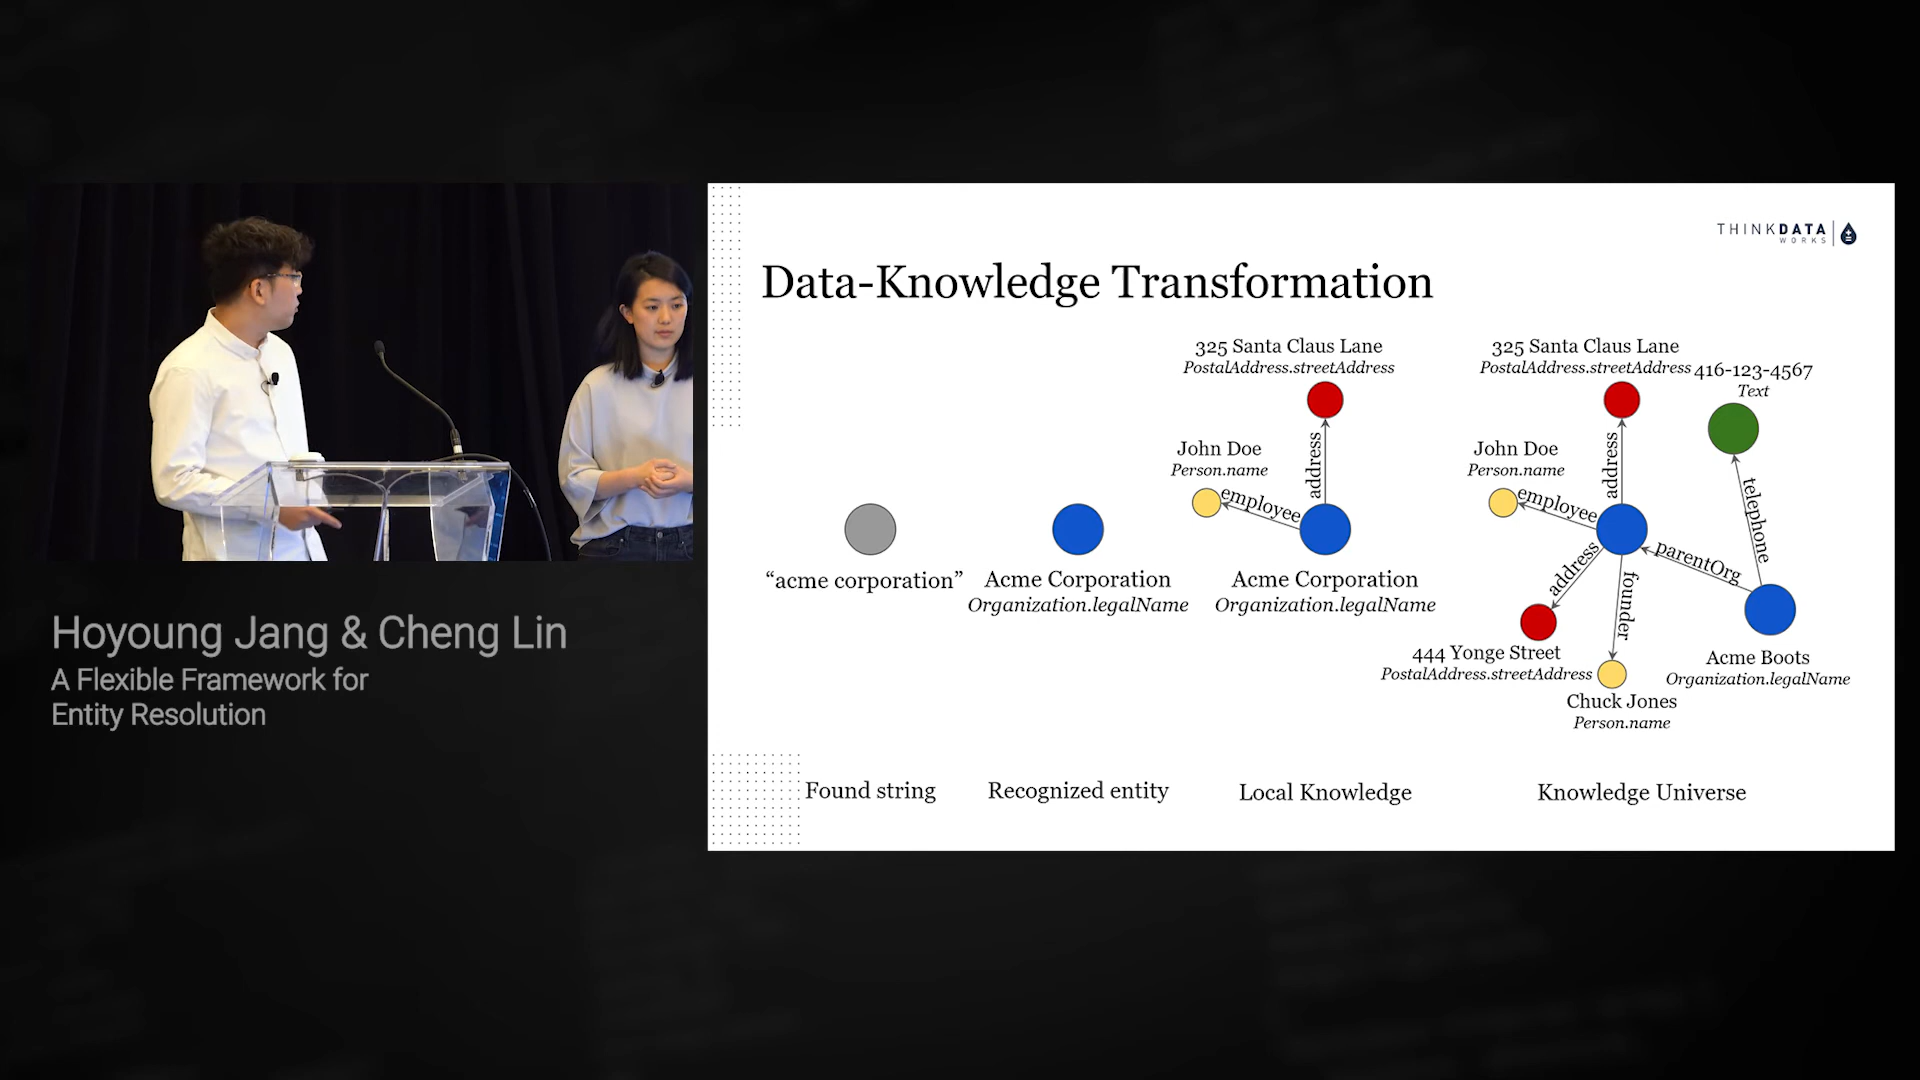 THINKDATA
WORKS
Data-Knowledge Transformation
325 Santa Claus Lane
PostalAddress.streetAddress
325 Santa Claus Lane
PostalAddress.streetAddress
416-123-4567
Text
John Doe
Person.name
address
employee
John Doe
Person.name
address
employee
telephone
“acme corporation”
Acme Corporation
Organization.legalName
Acme Corporation
Organization.legalName
address
founder
parentOrg
444 Yonge Street
PostalAddress.streetAddress
Chuck Jones
Person.name
Acme Boots
Organization.legalName
Found string
Recognized entity
Local Knowledge
Knowledge Universe
Hoyoung Jang & Cheng Lin
A Flexible Framework for
Entity Resolution